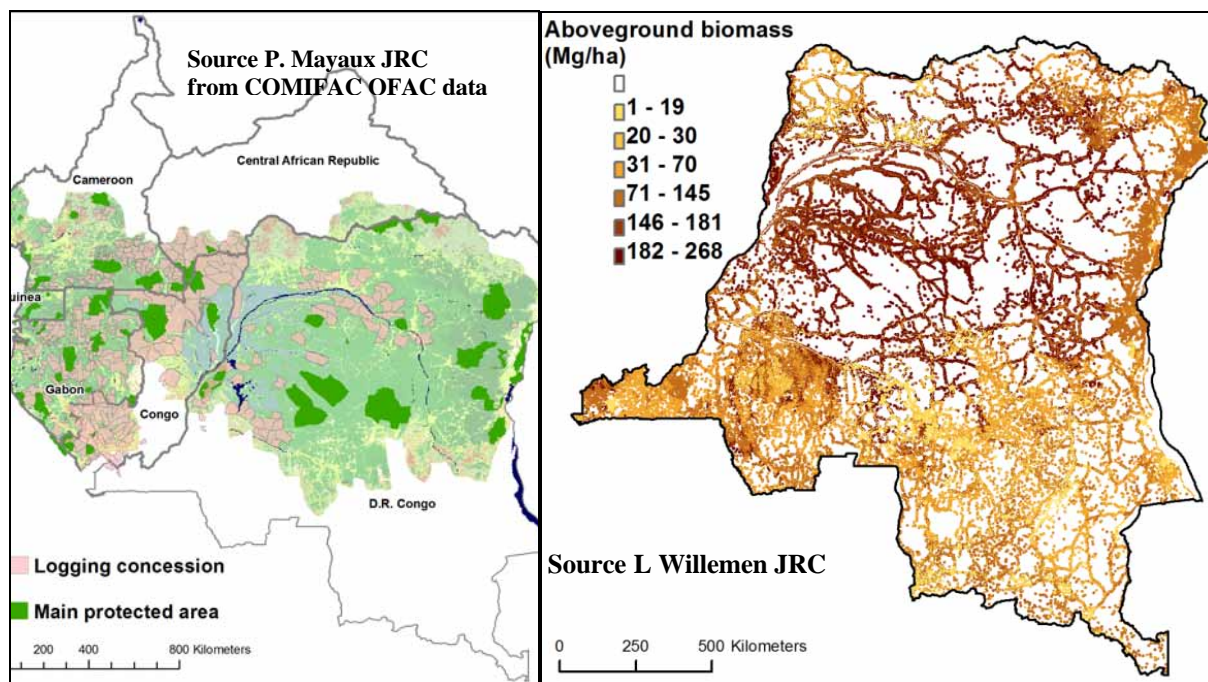 Source P. Mayaux JRC
from COMIFAC OFAC data
Central African Republic
Cameroon
uinea
Gabon
Congo
D.R. Congo
Logging concession
Main protected area
200 400 800 Kilometers
Aboveground biomass
(Mg/ha)
1 - 19
20 - 30
31 - 70
71 - 145
146 - 181
182 - 268
Source L Willemen JRC
0 250 500 Kilometers